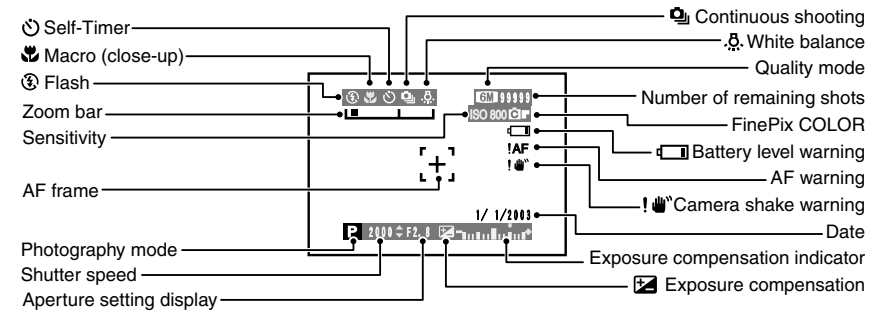 Self-Timer
Macro (close-up)
Flash
Zoom bar
Sensitivity
AF frame
Photography mode
Shutter speed
Aperture setting display
6M 99999
ISO 800 C F
!AF
!
1/ 1/2003
P 2000 F2.8
Continuous shooting
White balance
Quality mode
Number of remaining shots
FinePix COLOR
Battery level warning
AF warning
! Camera shake warning
Date
Exposure compensation indicator
Exposure compensation